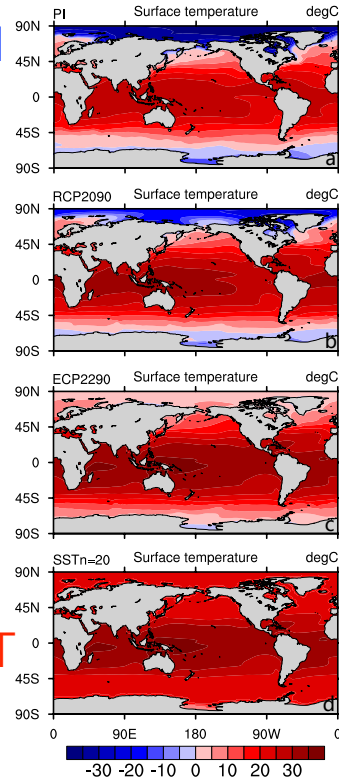 PI Surface temperature degC
90N
45N
0
45S
90S
a
RCP2090 Surface temperature degC
90N
45N
0
45S
90S
b
ECP2290 Surface temperature degC
90N
45N
0
45S
90S
c
SSTn=20 Surface temperature degC
90N
45N
0
45S
90S
d
T
0 90E 180 90W 0
-30 -20 -10 0 10 20 30